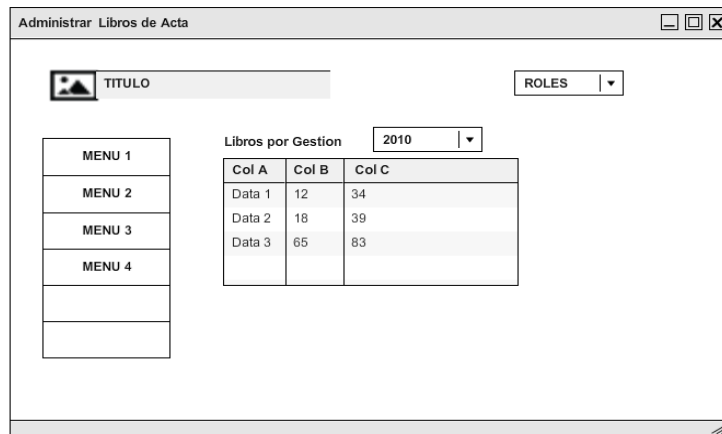 Administrar Libros de Acta
TITULO
ROLES
MENU 1
MENU 2
MENU 3
MENU 4
Libros por Gestion
2010
Col A Col B Col C
Data 1 12 34
Data 2 18 39
Data 3 65 83